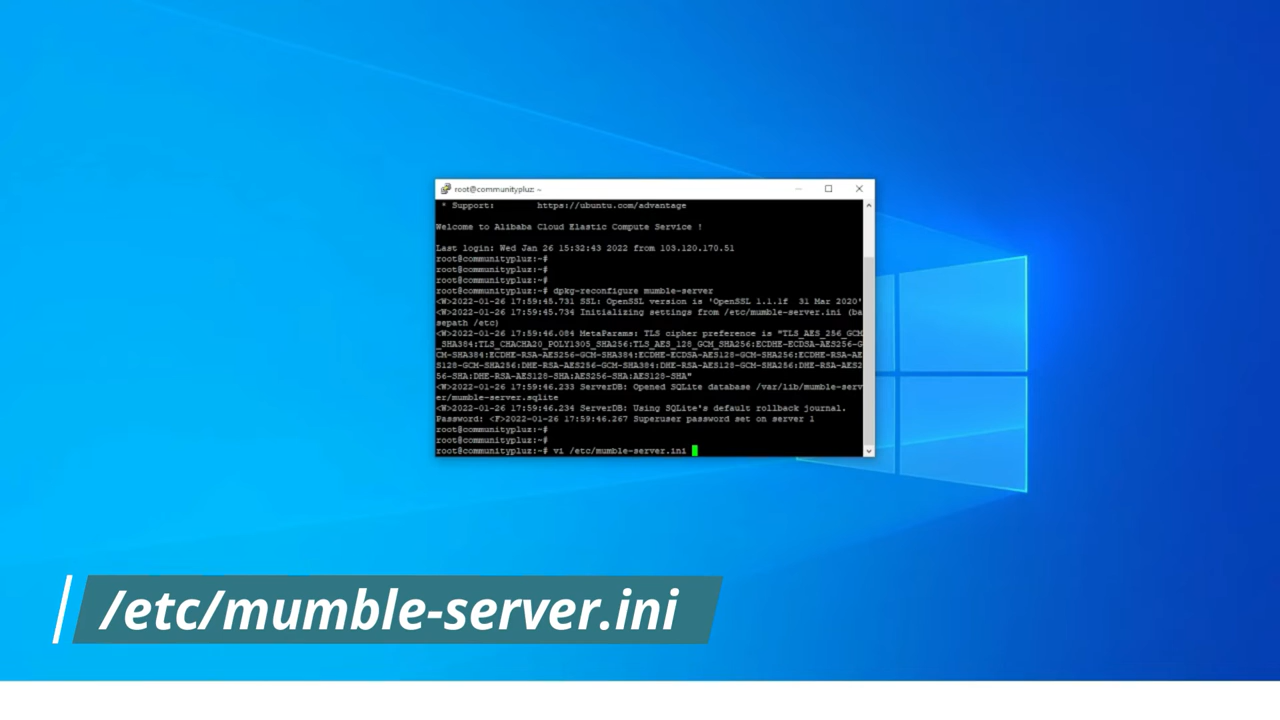 root@communitypluz: ~
* Support: https://ubuntu.com/advantage
Welcome to Alibaba Cloud Elastic Compute Service !
Last login: Wed Jan 26 15:32:43 2022 from 103.120.170.51
root@communitypluz:~#
root@communitypluz:~#
root@communitypluz:~#
root@communitypluz:~# dpkg-reconfigure mumble-server
<W>2022-01-26 17:59:45.731 SSL: OpenSSL version is 'OpenSSL 1.1.1f 31 Mar 2020'
<W>2022-01-26 17:59:45.734 Initializing settings from /etc/mumble-server.ini (ba
sepath /etc)
<W>2022-01-26 17:59:46.084 MetaParams: TLS cipher preference is "TLS_AES_256_GCM
_SHA384:TLS_CHACHA20_POLY1305_SHA256:TLS_AES_128_GCM_SHA256:ECDHE-ECDSA-AES256-G
CM-SHA384:ECDHE-RSA-AES256-GCM-SHA384:ECDHE-ECDSA-AES128-GCM-SHA256:ECDHE-RSA-AE
S128-GCM-SHA256:DHE-RSA-AES256-GCM-SHA384:DHE-RSA-AES128-GCM-SHA256:DHE-RSA-AES2
56-SHA:DHE-RSA-AES128-SHA:AES256-SHA:AES128-SHA"
<W>2022-01-26 17:59:46.233 ServerDB: Opened SQLite database /var/lib/mumble-serv
er/mumble-server.sqlite
<W>2022-01-26 17:59:46.234 ServerDB: Using SQLite's default rollback journal.
Password: <F>2022-01-26 17:59:46.267 Superuser password set on server 1
root@communitypluz:~#
root@communitypluz:~#
root@communitypluz:~# vi /etc/mumble-server.ini
/etc/mumble-server.ini